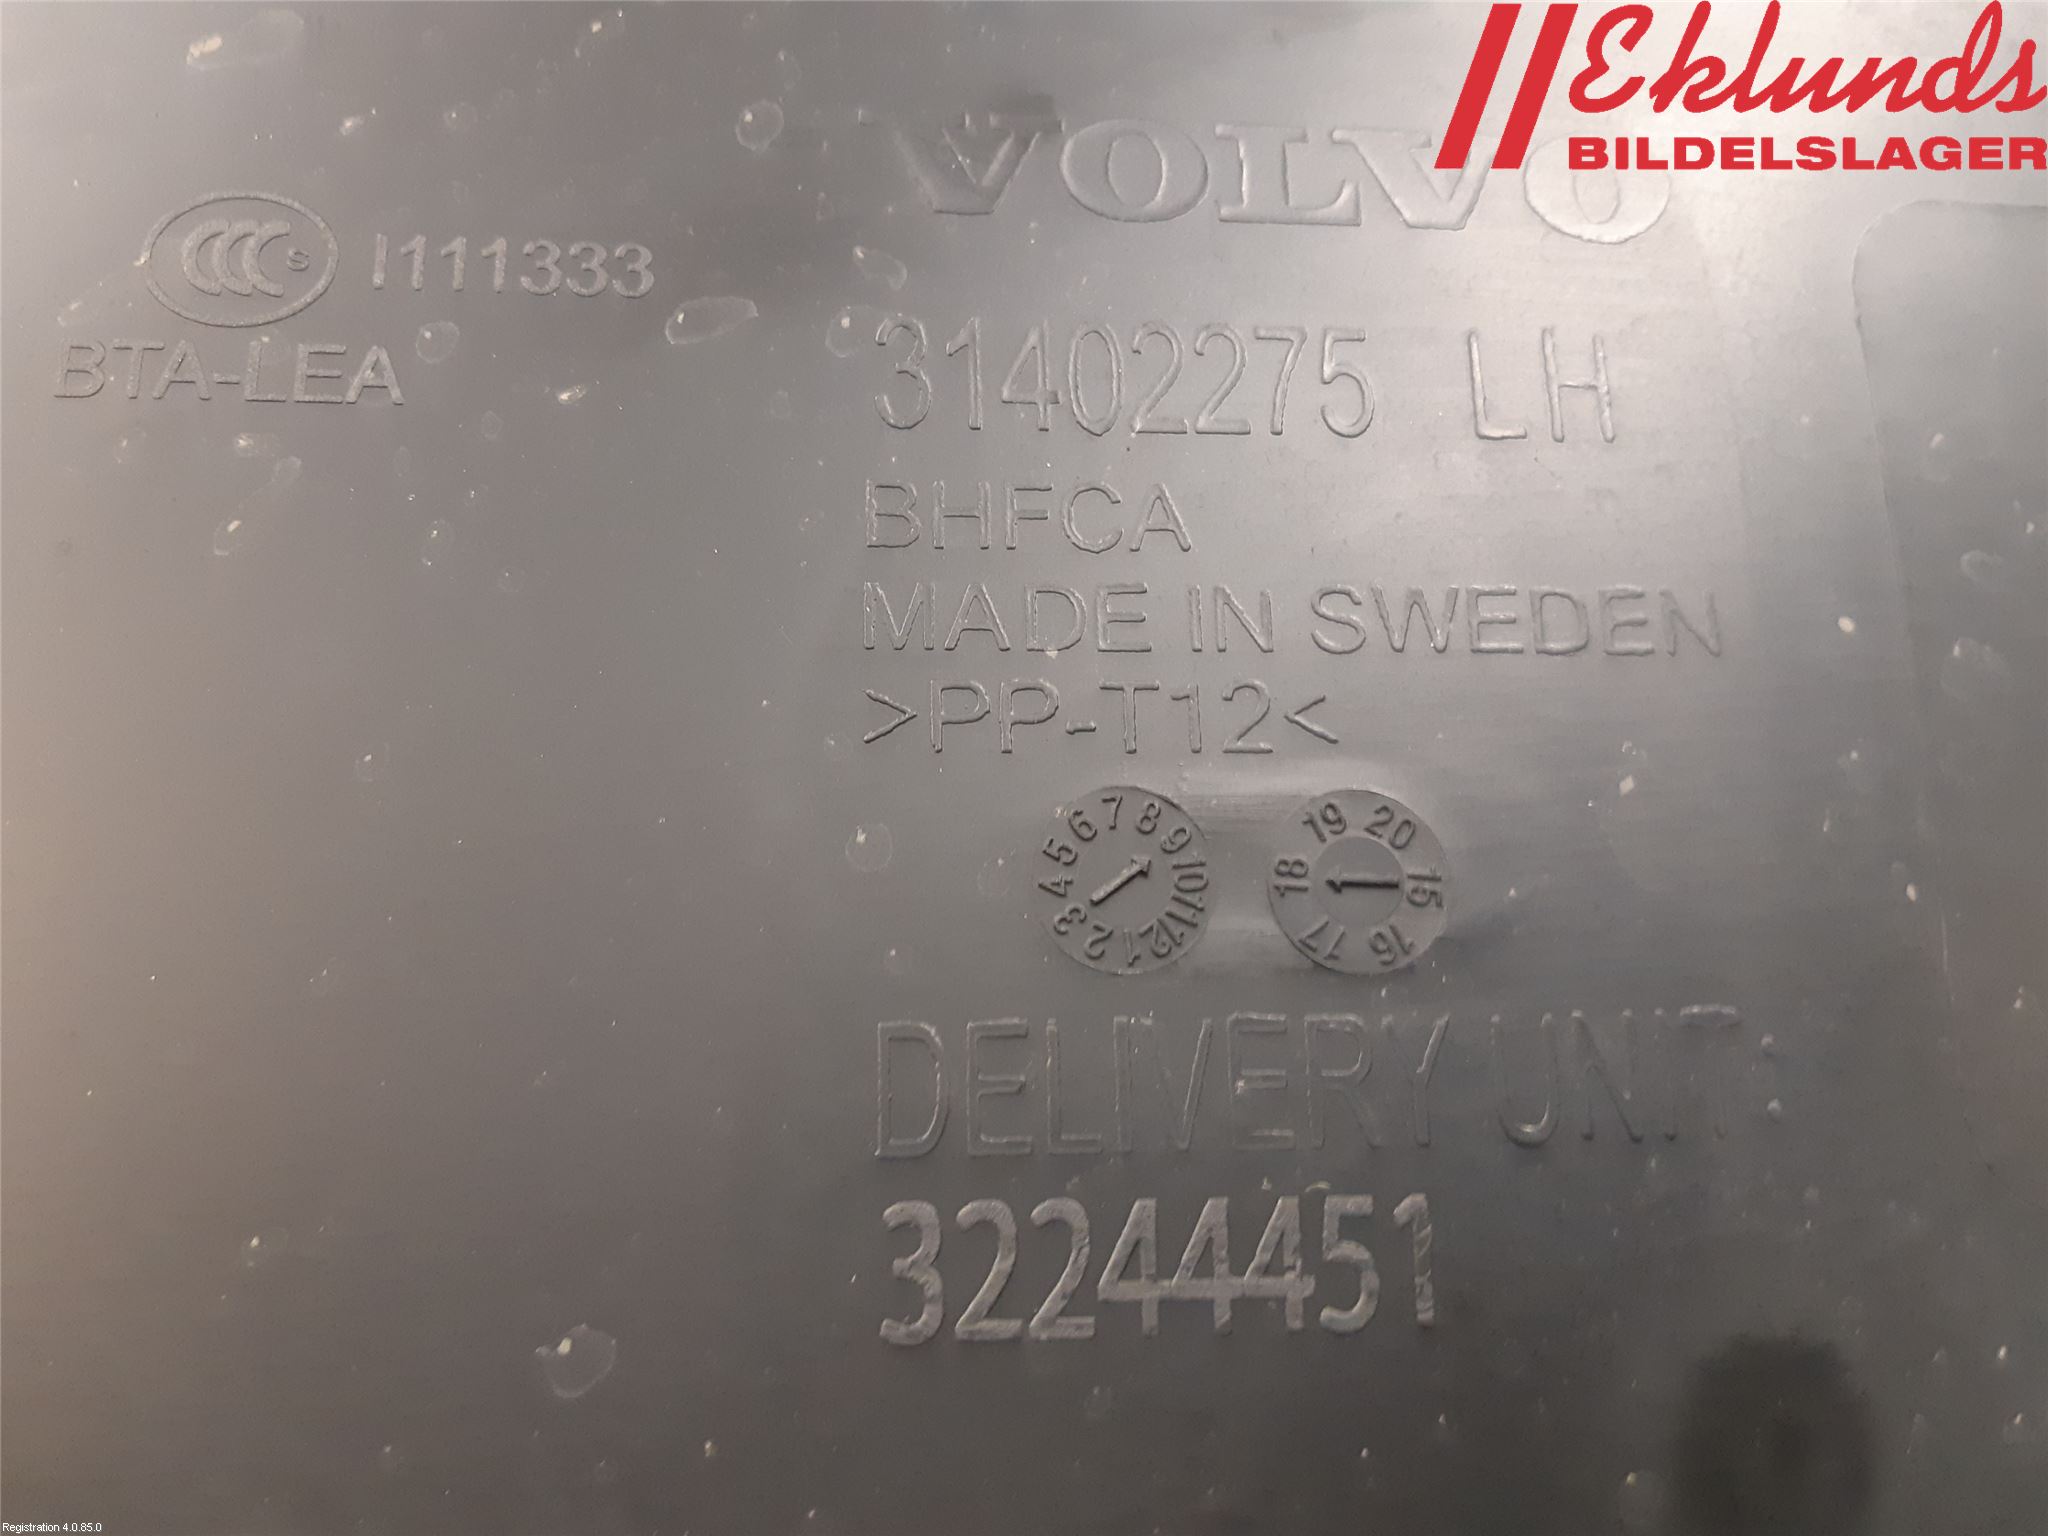 Eklunds
BILDELSLAGER
VOLVO
CCC S I111333
BTA-LEA
31402275 LH
BHFCA
MADE IN SWEDEN
>PP-T12<
1 2 3 4 5 6 7 8 9 10 11 12
15 16 17 18 19 20
1
DELIVERY UNIT:
32244451
Registration 4.0.85.0